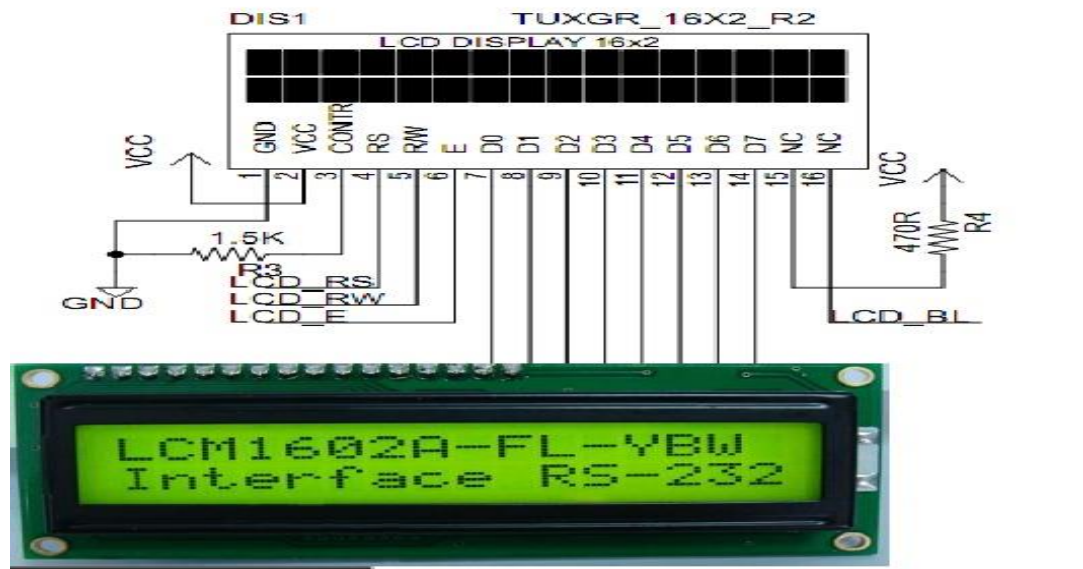 DIS1 TUXGR_16X2_R2
LCD DISPLAY 16x2
GND VCC CONTR RS R/W E D0 D1 D2 D3 D4 D5 D6 D7 NC NC
1 2 3 4 5 6 7 8 9 10 11 12 13 14 15 16
VCC
VCC
470R
R4
1.5K
R3
GND
LCD_RS
LCD_RW
LCD_E
LCD_BL
LCM1602A-FL-YBW
Interface RS-232